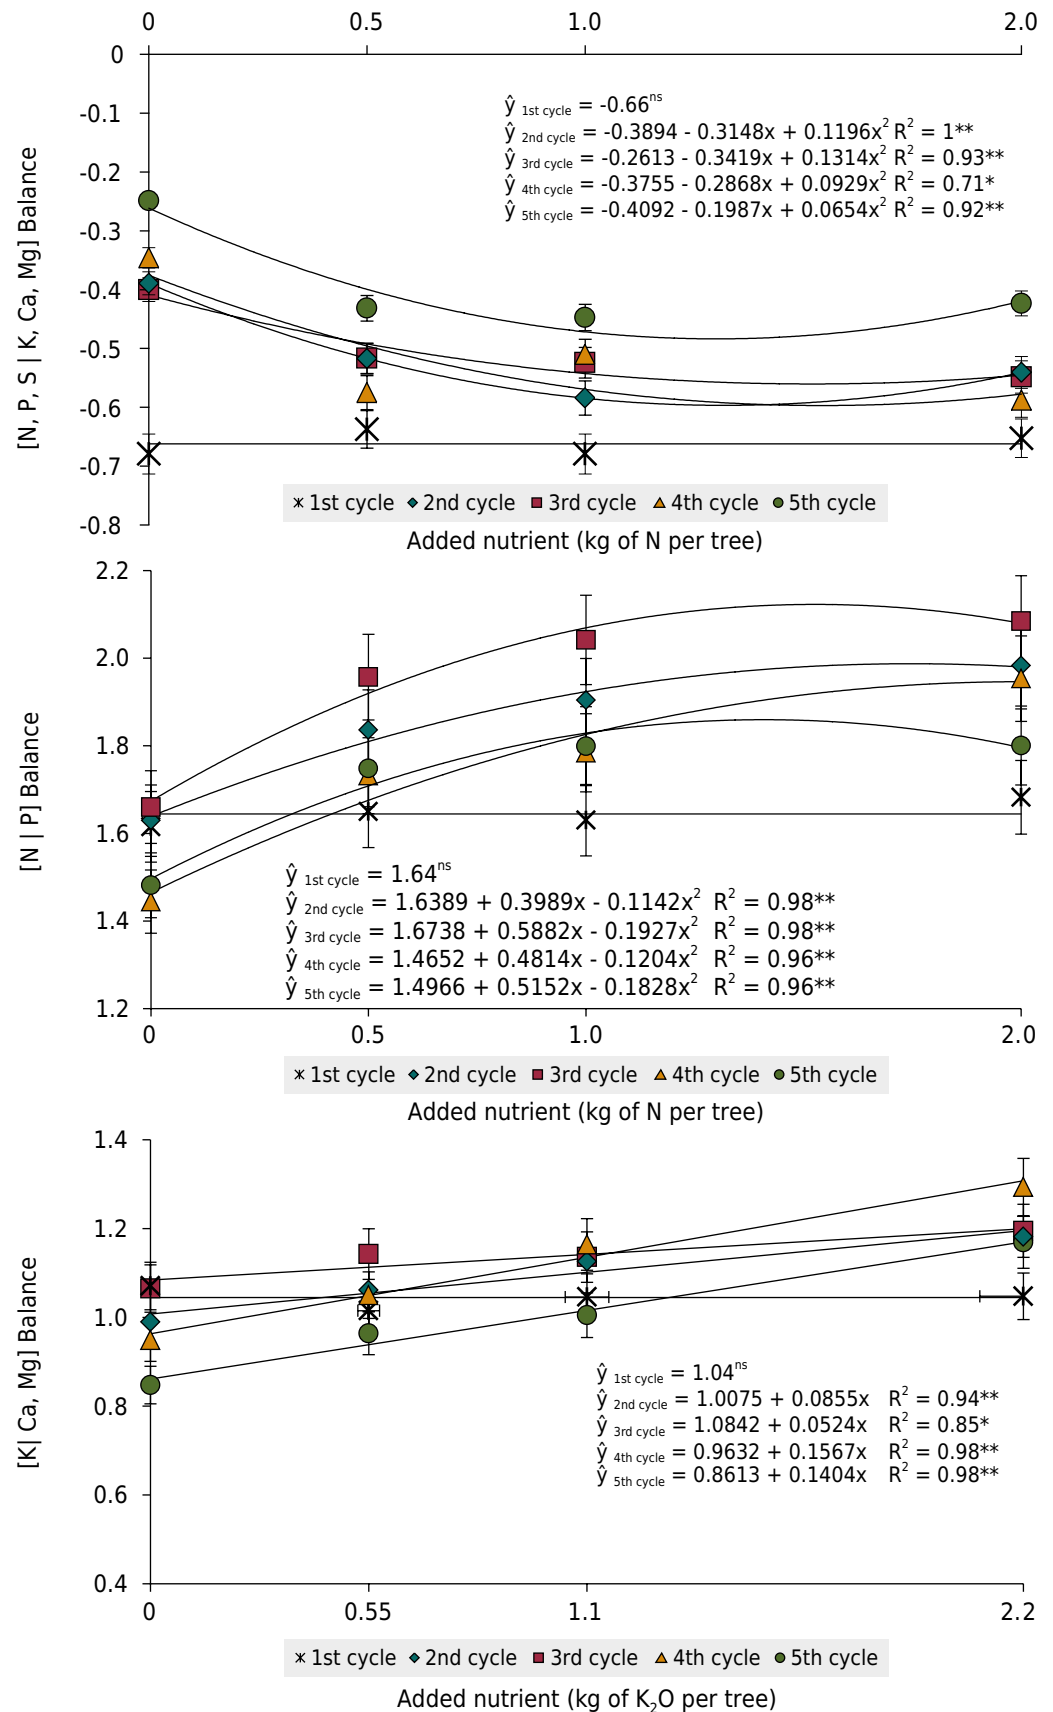 0 0.5 1.0 2.0
0
-0.1
-0.2
-0.3
-0.4
-0.5
-0.6
-0.7
-0.8
[N, P, S | K, Ca, Mg] Balance
ŷ 1st cycle = -0.66ns
ŷ 2nd cycle = -0.3894 - 0.3148x + 0.1196x² R² = 1**
ŷ 3rd cycle = -0.2613 - 0.3419x + 0.1314x² R² = 0.93**
ŷ 4th cycle = -0.3755 - 0.2868x + 0.0929x² R² = 0.71*
ŷ 5th cycle = -0.4092 - 0.1987x + 0.0654x² R² = 0.92**
1st cycle 2nd cycle 3rd cycle 4th cycle 5th cycle
Added nutrient (kg of N per tree)
2.2
2.0
1.8
1.6
1.4
1.2
[N | P] Balance
ŷ 1st cycle = 1.64ns
ŷ 2nd cycle = 1.6389 + 0.3989x - 0.1142x² R² = 0.98**
ŷ 3rd cycle = 1.6738 + 0.5882x - 0.1927x² R² = 0.98**
ŷ 4th cycle = 1.4652 + 0.4814x - 0.1204x² R² = 0.96**
ŷ 5th cycle = 1.4966 + 0.5152x - 0.1828x² R² = 0.96**
0 0.5 1.0 2.0
1st cycle 2nd cycle 3rd cycle 4th cycle 5th cycle
Added nutrient (kg of N per tree)
1.4
1.2
1.0
0.8
0.6
0.4
[K| Ca, Mg] Balance
ŷ 1st cycle = 1.04ns
ŷ 2nd cycle = 1.0075 + 0.0855x R² = 0.94**
ŷ 3rd cycle = 1.0842 + 0.0524x R² = 0.85*
ŷ 4th cycle = 0.9632 + 0.1567x R² = 0.98**
ŷ 5th cycle = 0.8613 + 0.1404x R² = 0.98**
0 0.55 1.1 2.2
1st cycle 2nd cycle 3rd cycle 4th cycle 5th cycle
Added nutrient (kg of K₂O per tree)